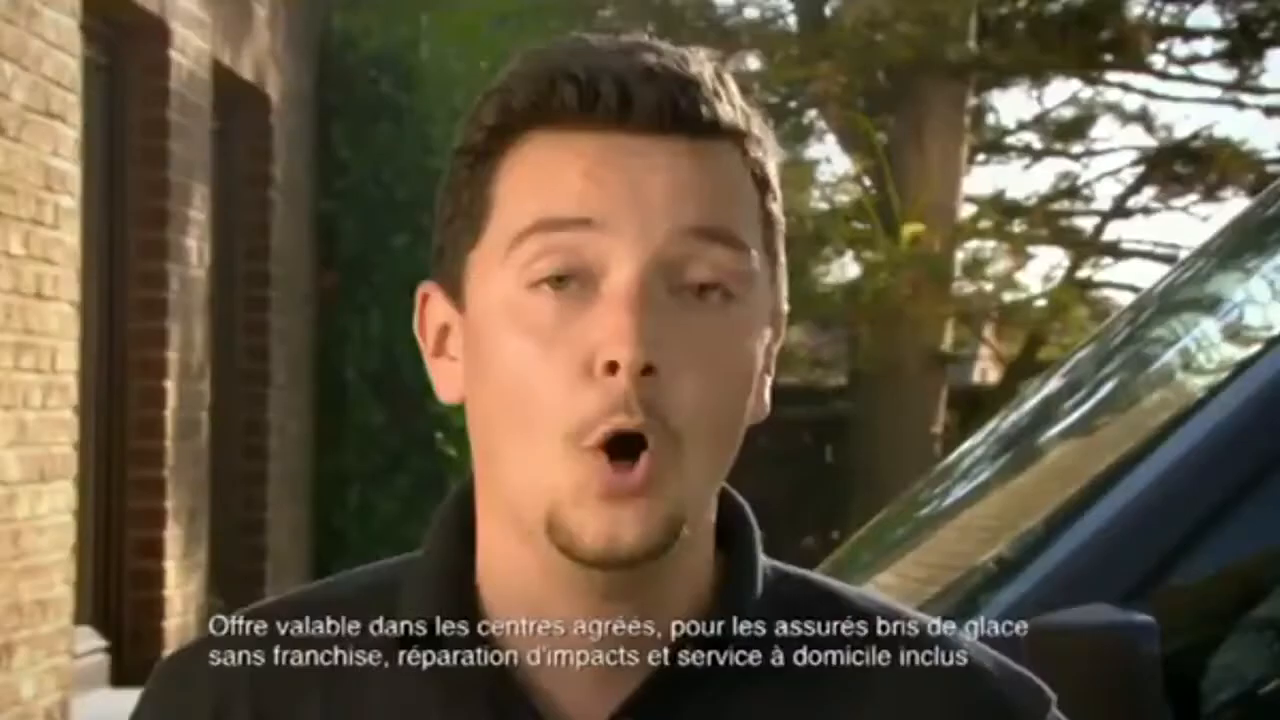 Offre valable dans les centres agréés, pour les assurés bris de glace
sans franchise, réparation d'impacts et service à domicile inclus